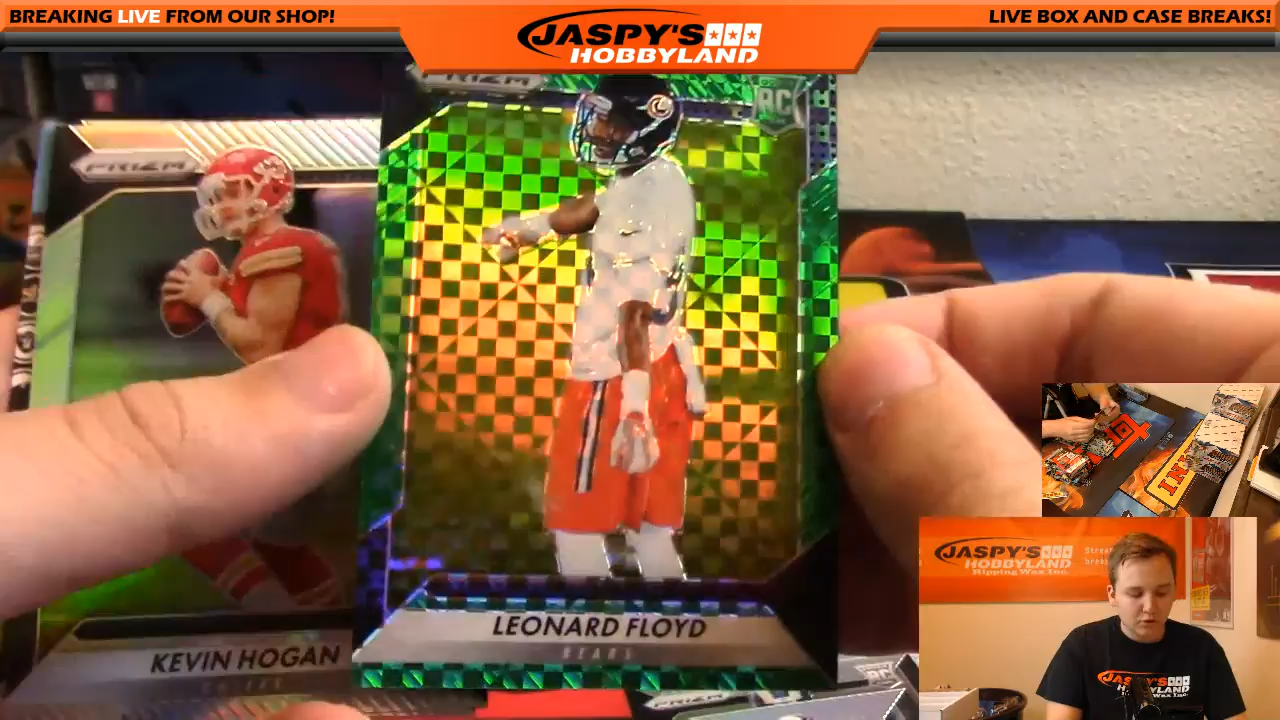 BREAKING LIVE FROM OUR SHOP!
JASPY'S
HOBBYLAND
LIVE BOX AND CASE BREAKS!
PRIZM
RC
PRIZM
LEONARD FLOYD
BEARS
KEVIN HOGAN
CHIEFS
JASPY'S
HOBBYLAND
Ripping Wax Inc.
JASPY'S
HOBBYLAND